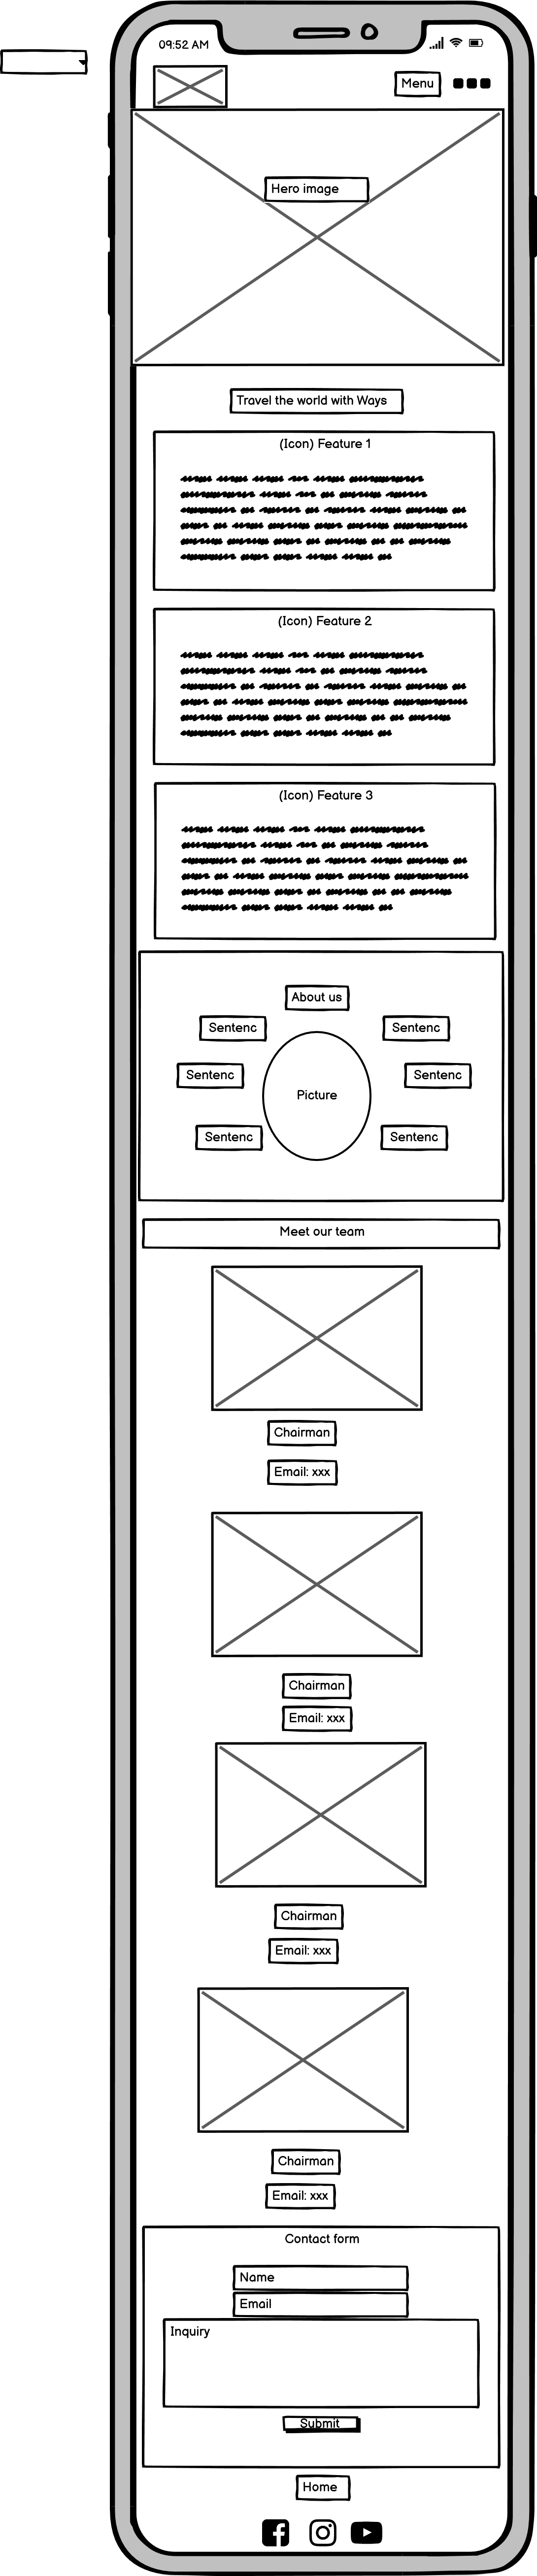 09:52 AM
Menu
Hero image
Travel the world with Ways
(Icon) Feature 1
(Icon) Feature 2
(Icon) Feature 3
About us
Sentenc
Sentenc
Sentenc
Sentenc
Picture
Sentenc
Sentenc
Meet our team
Chairman
Email: xxx
Chairman
Email: xxx
Chairman
Email: xxx
Chairman
Email: xxx
Contact form
Name
Email
Inquiry
Submit
Home